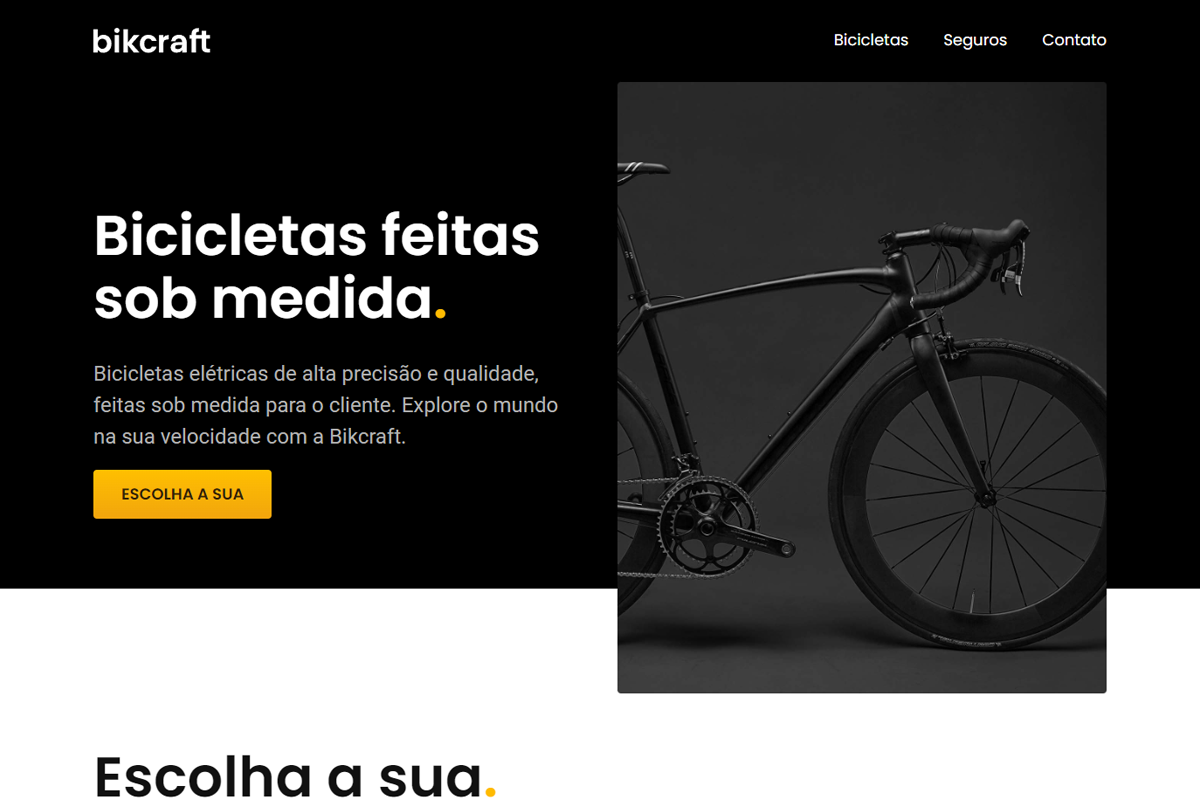 bikcraft
Bicicletas Seguros Contato
Bicicletas feitas
sob medida.
Bicicletas elétricas de alta precisão e qualidade,
feitas sob medida para o cliente. Explore o mundo
na sua velocidade com a Bikcraft.
ESCOLHA A SUA
Escolha a sua.